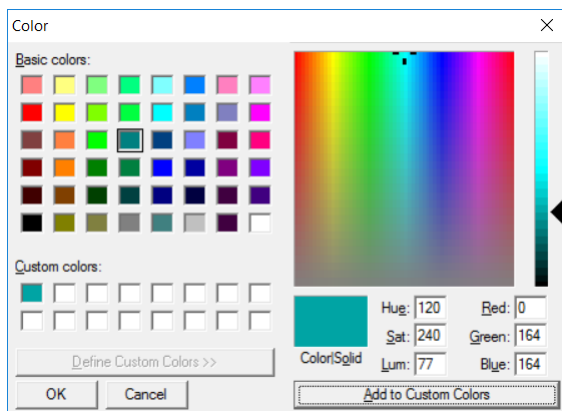 Color
Basic colors:
Custom colors:
Define Custom Colors >>
OK Cancel
Hue: 120 Red: 0
Sat: 240 Green: 164
Color|Solid Lum: 77 Blue: 164
Add to Custom Colors